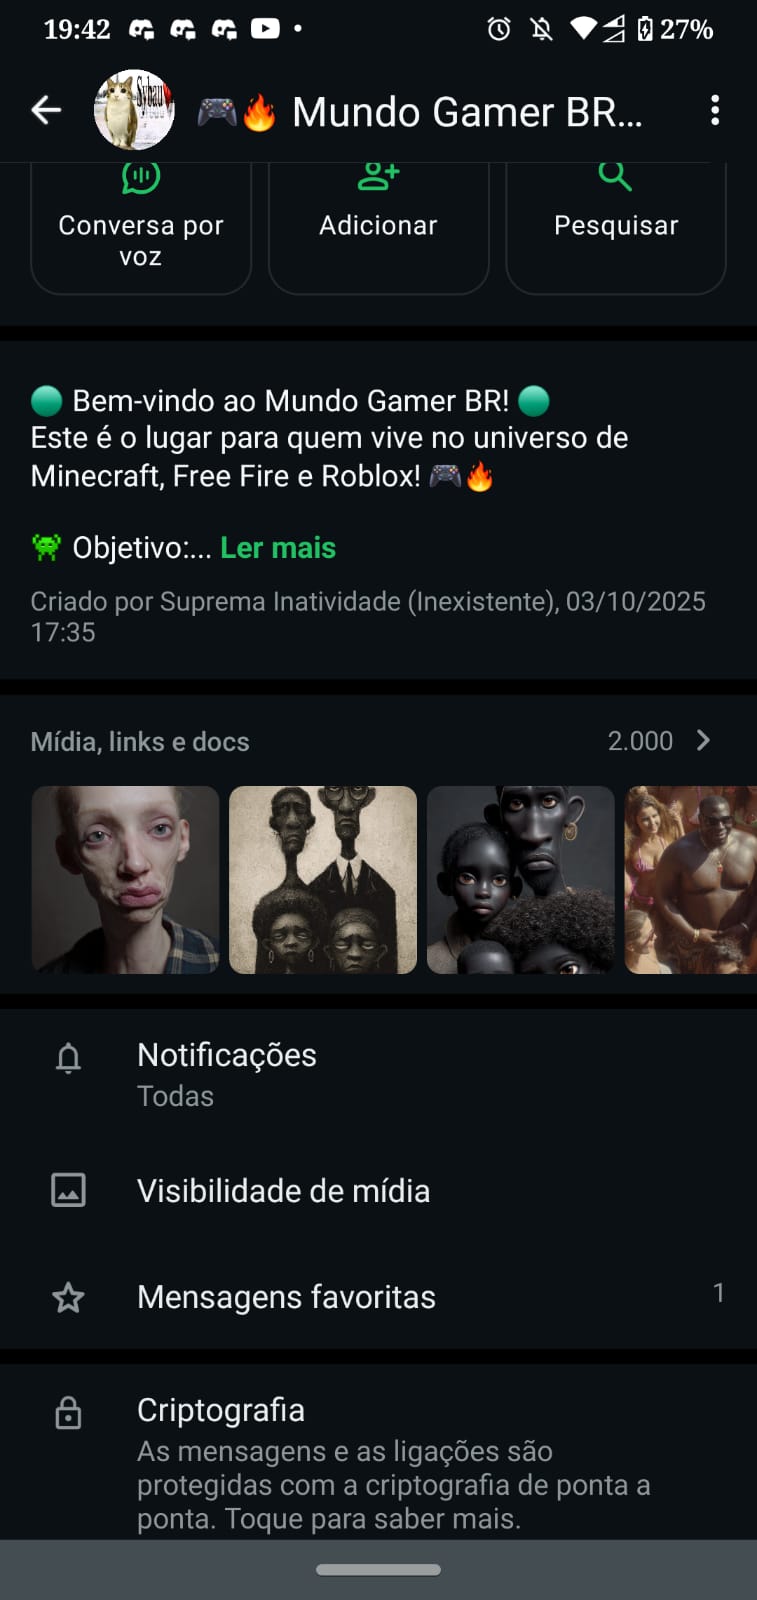 19:42
27%
🎮🔥 Mundo Gamer BR...
Conversa por
voz
Adicionar
Pesquisar
🟢 Bem-vindo ao Mundo Gamer BR! 🟢
Este é o lugar para quem vive no universo de
Minecraft, Free Fire e Roblox! 🎮🔥
👾 Objetivo:... Ler mais
Criado por Suprema Inatividade (Inexistente), 03/10/2025
17:35
Mídia, links e docs
2.000
Notificações
Todas
Visibilidade de mídia
Mensagens favoritas
1
Criptografia
As mensagens e as ligações são
protegidas com a criptografia de ponta a
ponta. Toque para saber mais.